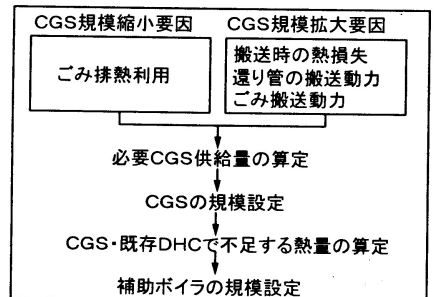 CGS規模縮小要因
CGS規模拡大要因
ごみ排熱利用
搬送時の熱損失
還り管の搬送動力
ごみ搬送動力
必要CGS供給量の算定
CGSの規模設定
CGS・既存DHCで不足する熱量の算定
補助ボイラの規模設定